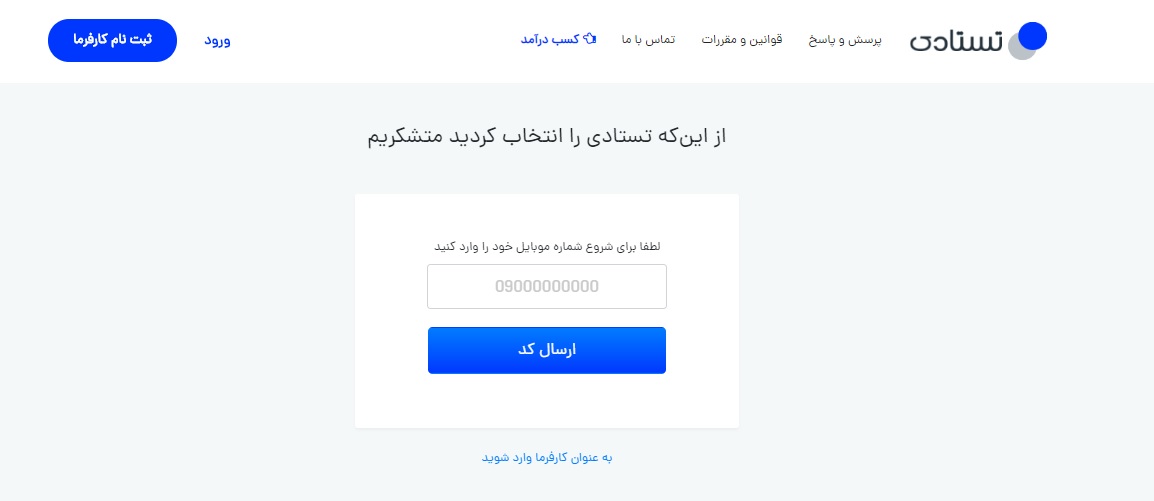 تستادی
پرسش و پاسخ
قوانین و مقررات
تماس با ما
کسب درآمد
ورود
ثبت نام کارفرما
از این‌که تستادی را انتخاب کردید متشکریم
لطفا برای شروع شماره موبایل خود را وارد کنید
09000000000
ارسال کد
به عنوان کارفرما وارد شوید